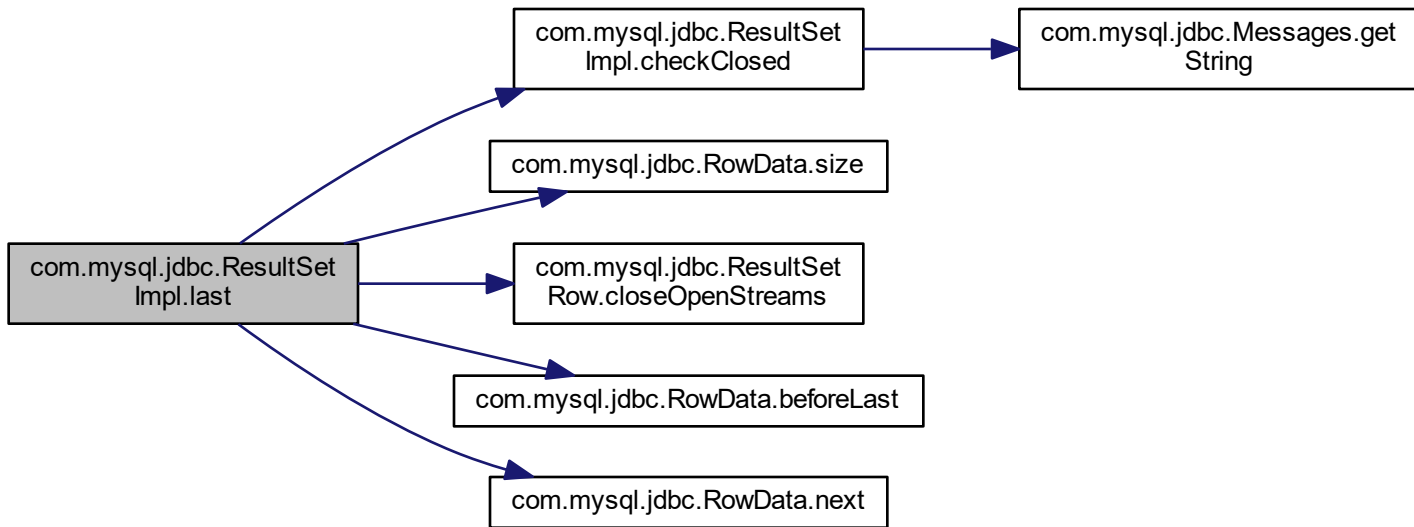 com.mysql.jdbc.ResultSet
Impl.checkClosed
com.mysql.jdbc.Messages.get
String
com.mysql.jdbc.RowData.size
com.mysql.jdbc.ResultSet
Impl.last
com.mysql.jdbc.ResultSet
Row.closeOpenStreams
com.mysql.jdbc.RowData.beforeLast
com.mysql.jdbc.RowData.next